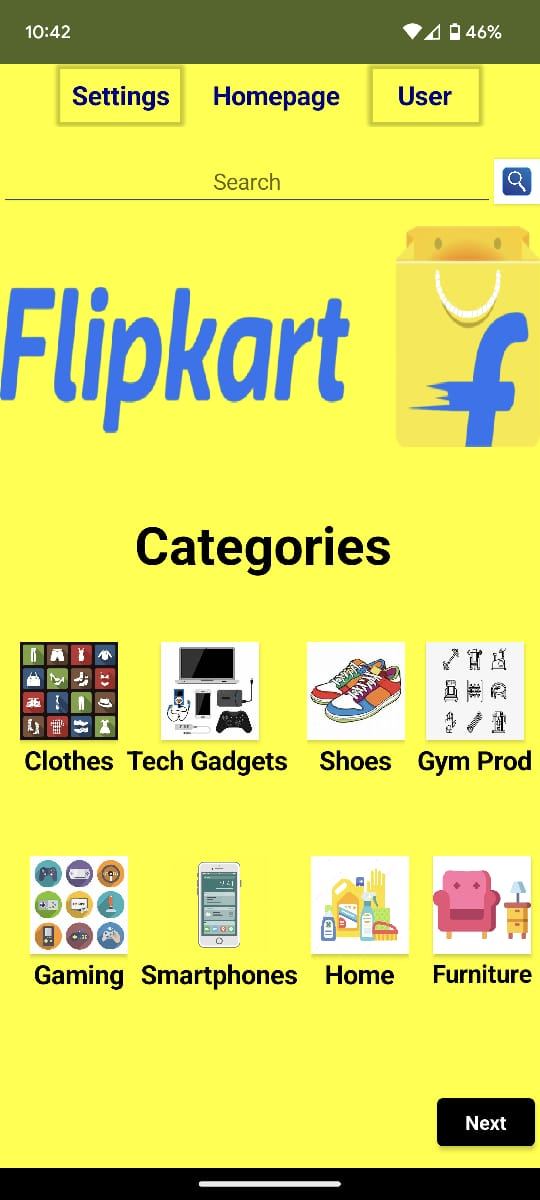 10:42 46%
Settings Homepage User
Search
Flipkart
f
Categories
Clothes Tech Gadgets Shoes Gym Prod
Gaming Smartphones Home Furniture
Next